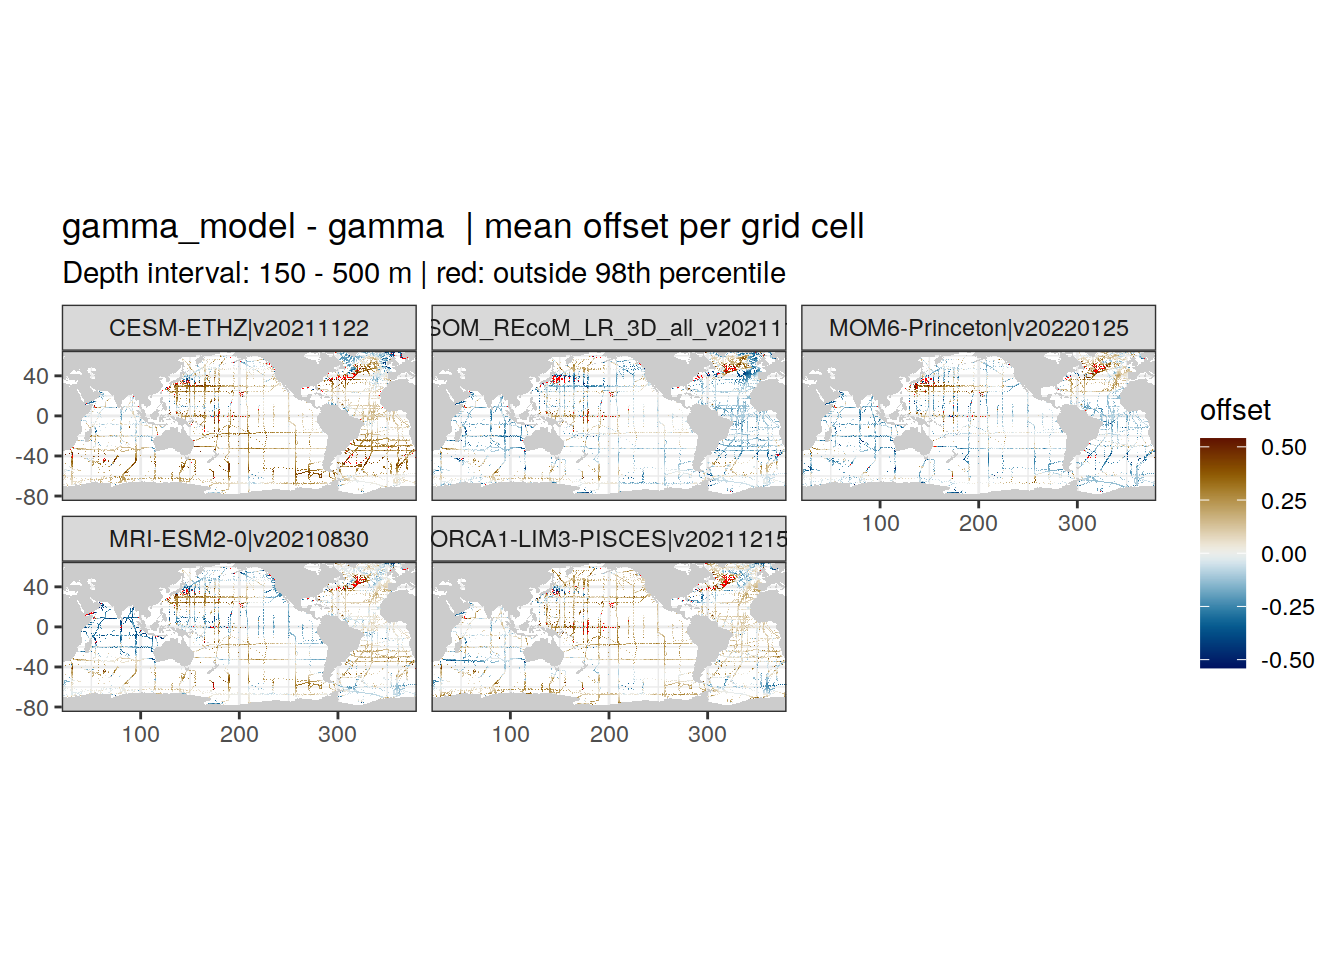 gamma_model - gamma | mean offset per grid cell
Depth interval: 150 - 500 m | red: outside 98th percentile
CESM-ETHZ|v20211122
SOM_REcoM_LR_3D_all_v20211
MOM6-Princeton|v20220125
40
0
-40
-80
100
200
300
MRI-ESM2-0|v20210830
ORCA1-LIM3-PISCES|v20211215
40
0
-40
-80
100
200
300
100
200
300
offset
0.50
0.25
0.00
-0.25
-0.50